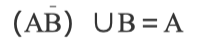 (AB̄) ∪B = A